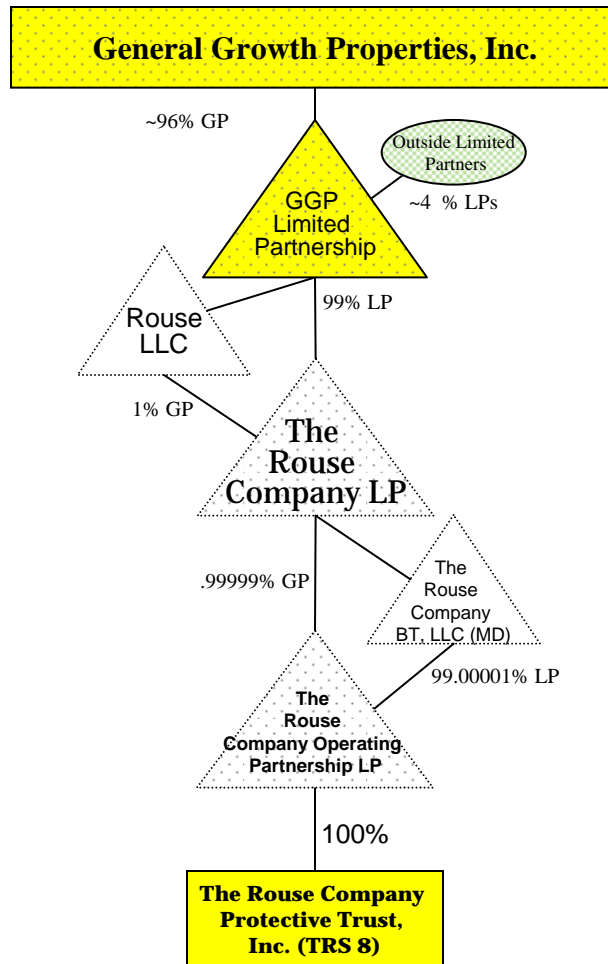 General Growth Properties, Inc.
~96% GP
Outside Limited
Partners
~4 % LPs
GGP
Limited
Partnership
99% LP
Rouse
LLC
1% GP
The
Rouse
Company LP
.99999% GP
The
Rouse
Company
BT, LLC (MD)
99.00001% LP
The
Rouse
Company Operating
Partnership LP
100%
The Rouse Company
Protective Trust,
Inc. (TRS 8)